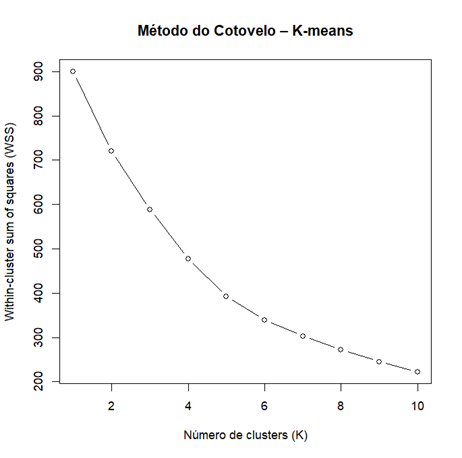 Método do Cotovelo – K-means
Within-cluster sum of squares (WSS)
900
800
700
600
500
400
300
200
2 4 6 8 10
Número de clusters (K)